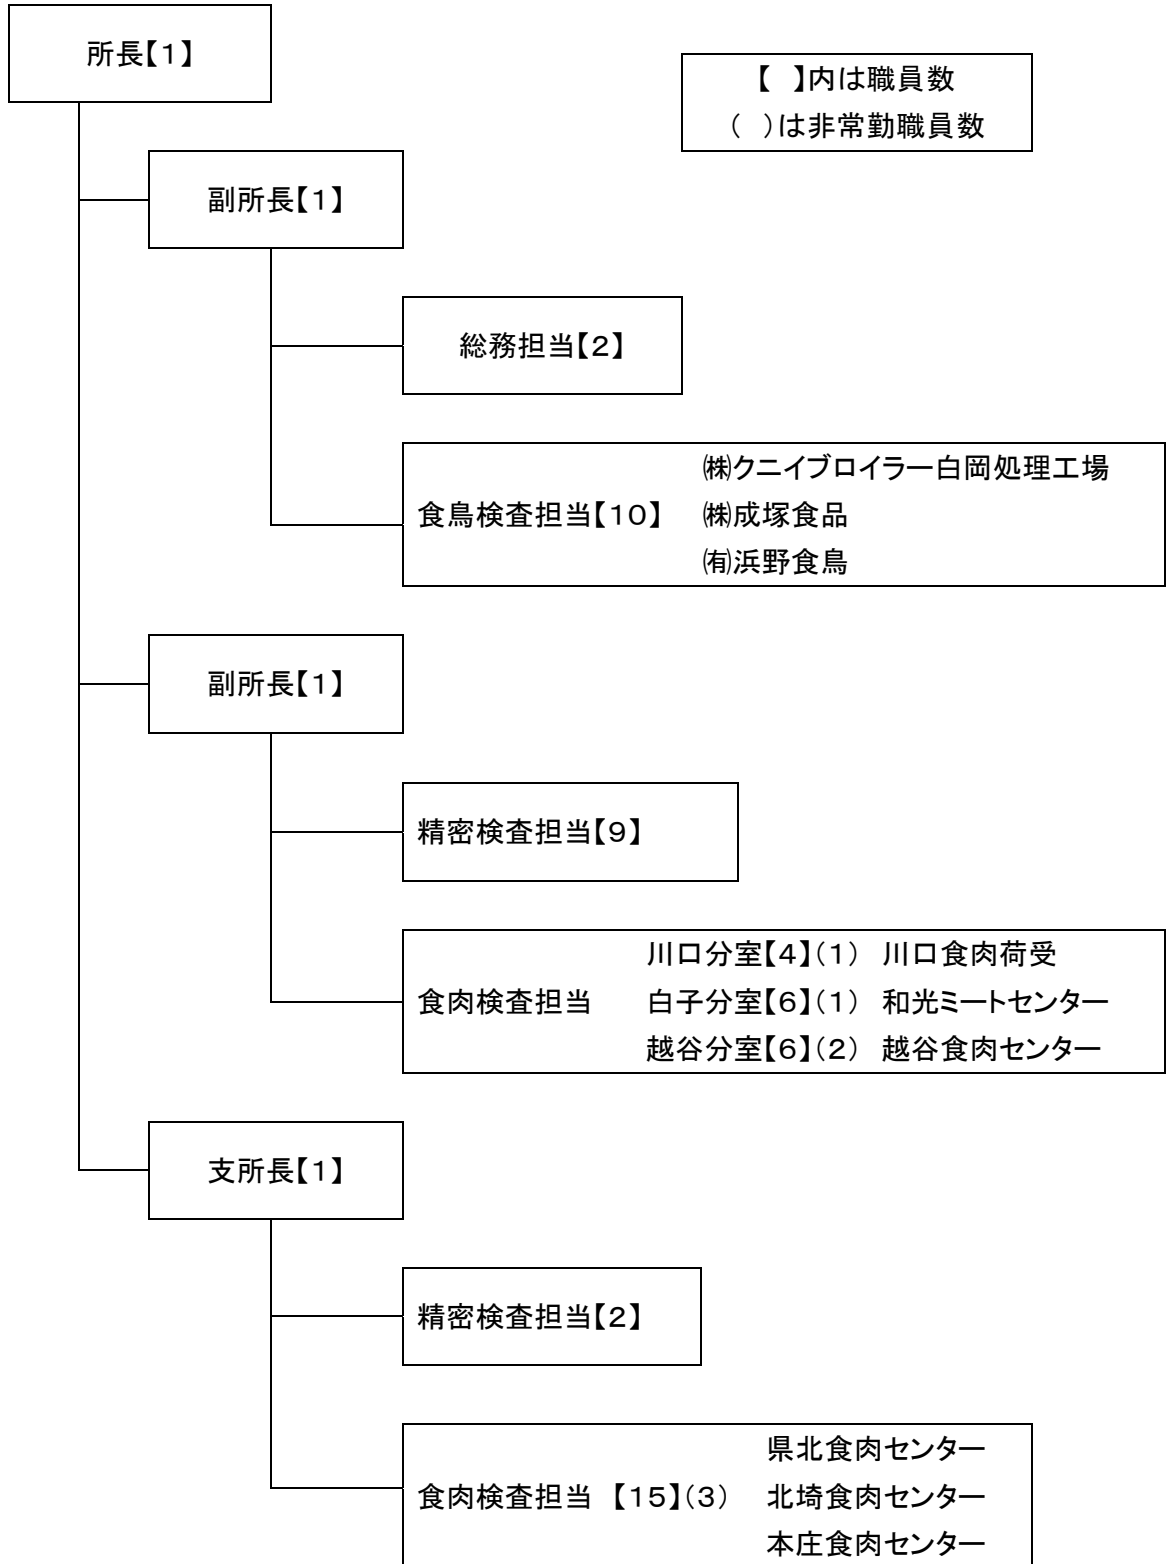 所長【１】
【　】内は職員数
（　）は非常勤職員数
副所長【１】
総務担当【２】
㈱クニイブロイラー白岡処理工場
食鳥検査担当【１０】　㈱成塚食品
㈲浜野食鳥
副所長【１】
精密検査担当【９】
川口分室【４】（１）　川口食肉荷受
食肉検査担当　白子分室【６】（１）　和光ミートセンター
越谷分室【６】（２）　越谷食肉センター
支所長【１】
精密検査担当【２】
県北食肉センター
食肉検査担当　【１５】（３）　北埼食肉センター
本庄食肉センター